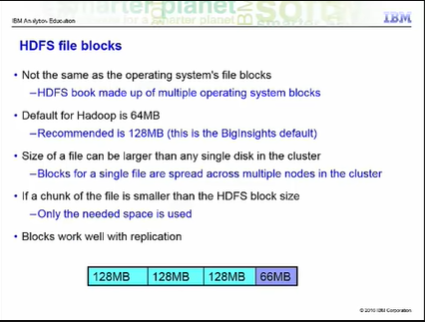 IBM Analytics Education
IBM
HDFS file blocks
• Not the same as the operating system's file blocks
–HDFS book made up of multiple operating system blocks
• Default for Hadoop is 64MB
–Recommended is 128MB (this is the BigInsights default)
• Size of a file can be larger than any single disk in the cluster
–Blocks for a single file are spread across multiple nodes in the cluster
• If a chunk of the file is smaller than the HDFS block size
–Only the needed space is used
• Blocks work well with replication
128MB 128MB 128MB 66MB
© 2010 IBM Corporation